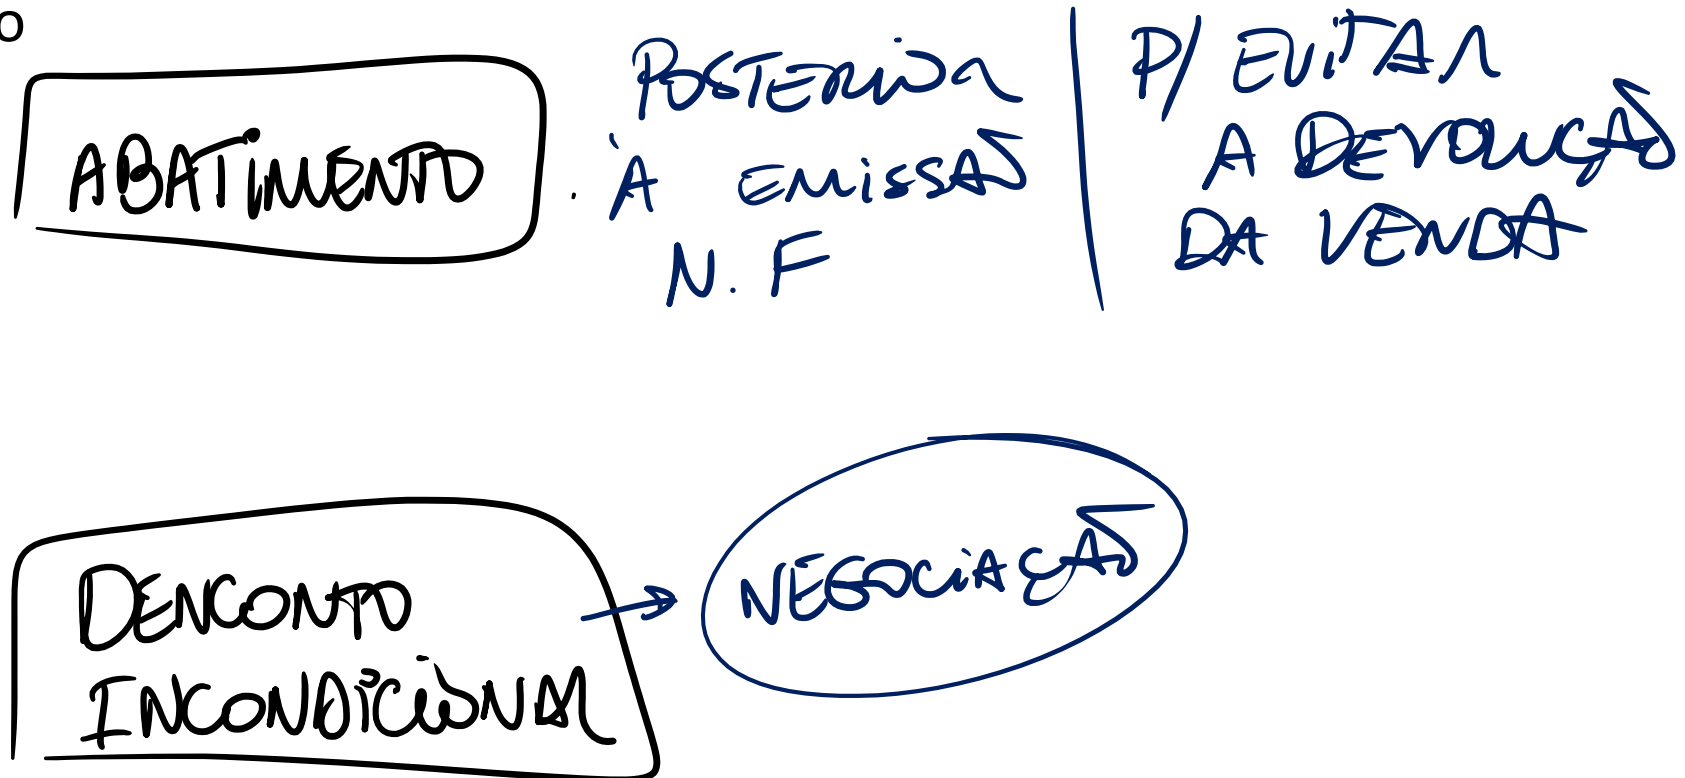 o
ABATIMENTO
POSTERIOR
À EMISSÃO
N. F
P/ EVITAR
A DEVOLUÇÃO
DA VENDA
DENCONTO
INCONDICIONAL
NEGOCIAÇÃO